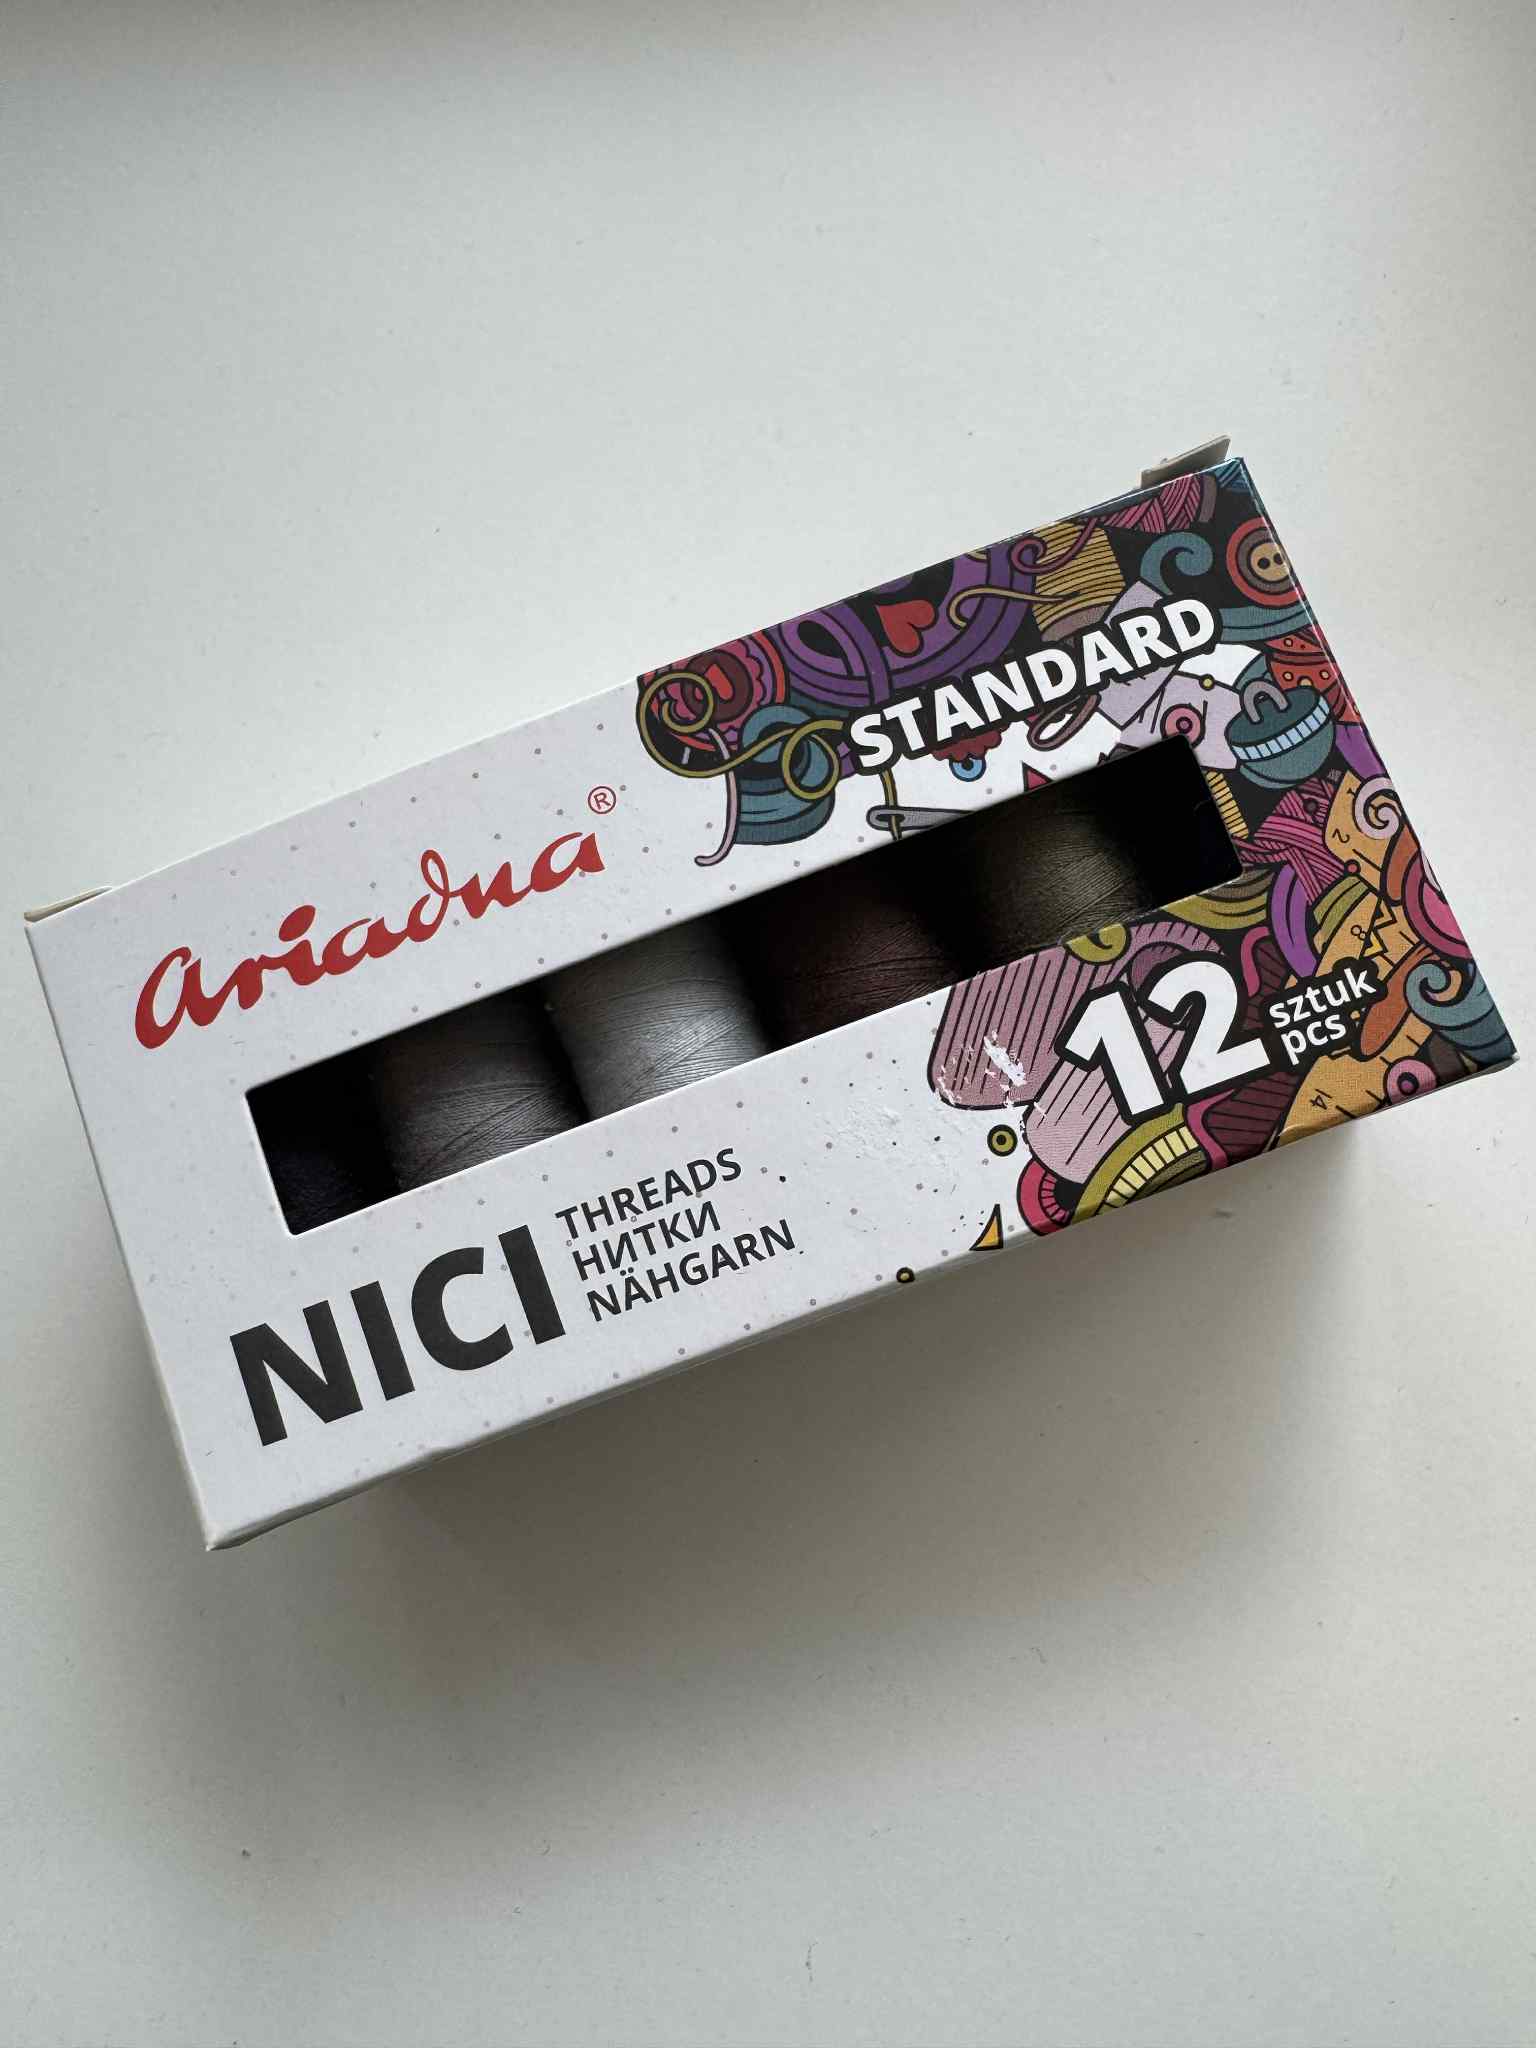 ariadna®
STANDARD
12
sztuk
pcs
NICI
THREADS
НИТКИ
NÄHGARN